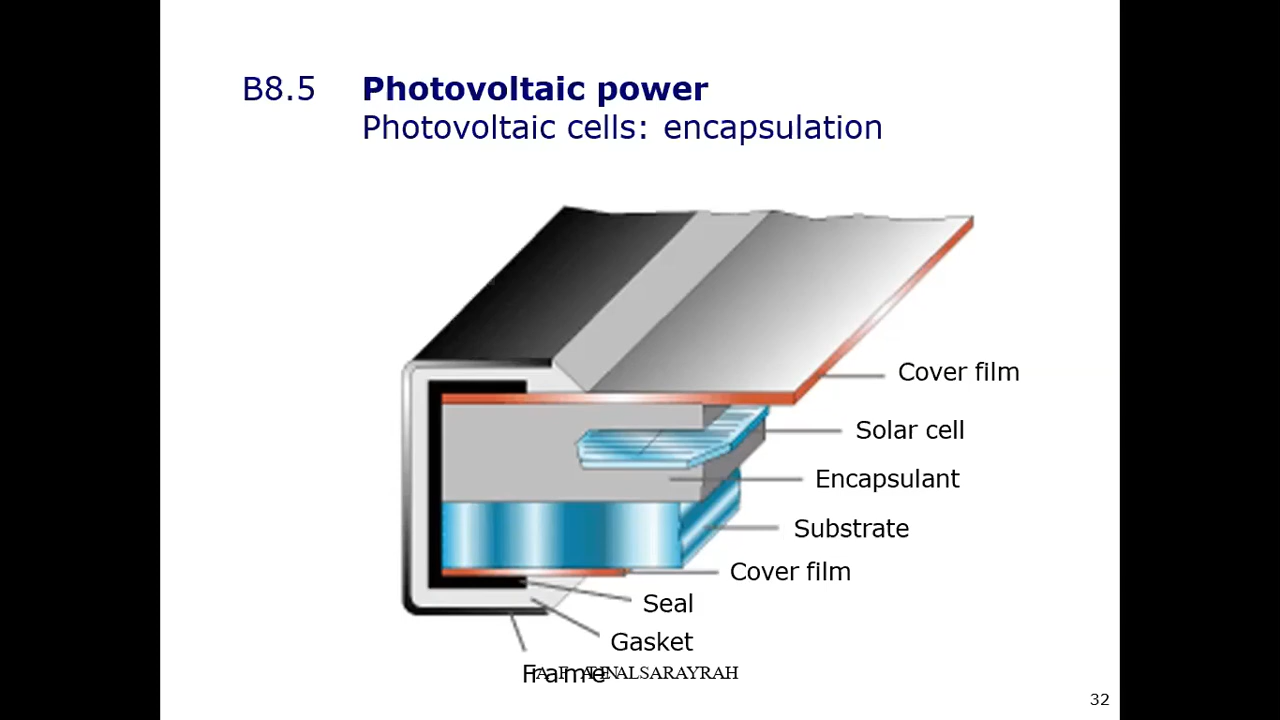 B8.5 Photovoltaic power
Photovoltaic cells: encapsulation
Cover film
Solar cell
Encapsulant
Substrate
Cover film
Seal
Gasket
Frame
ALSARAYRAH
32